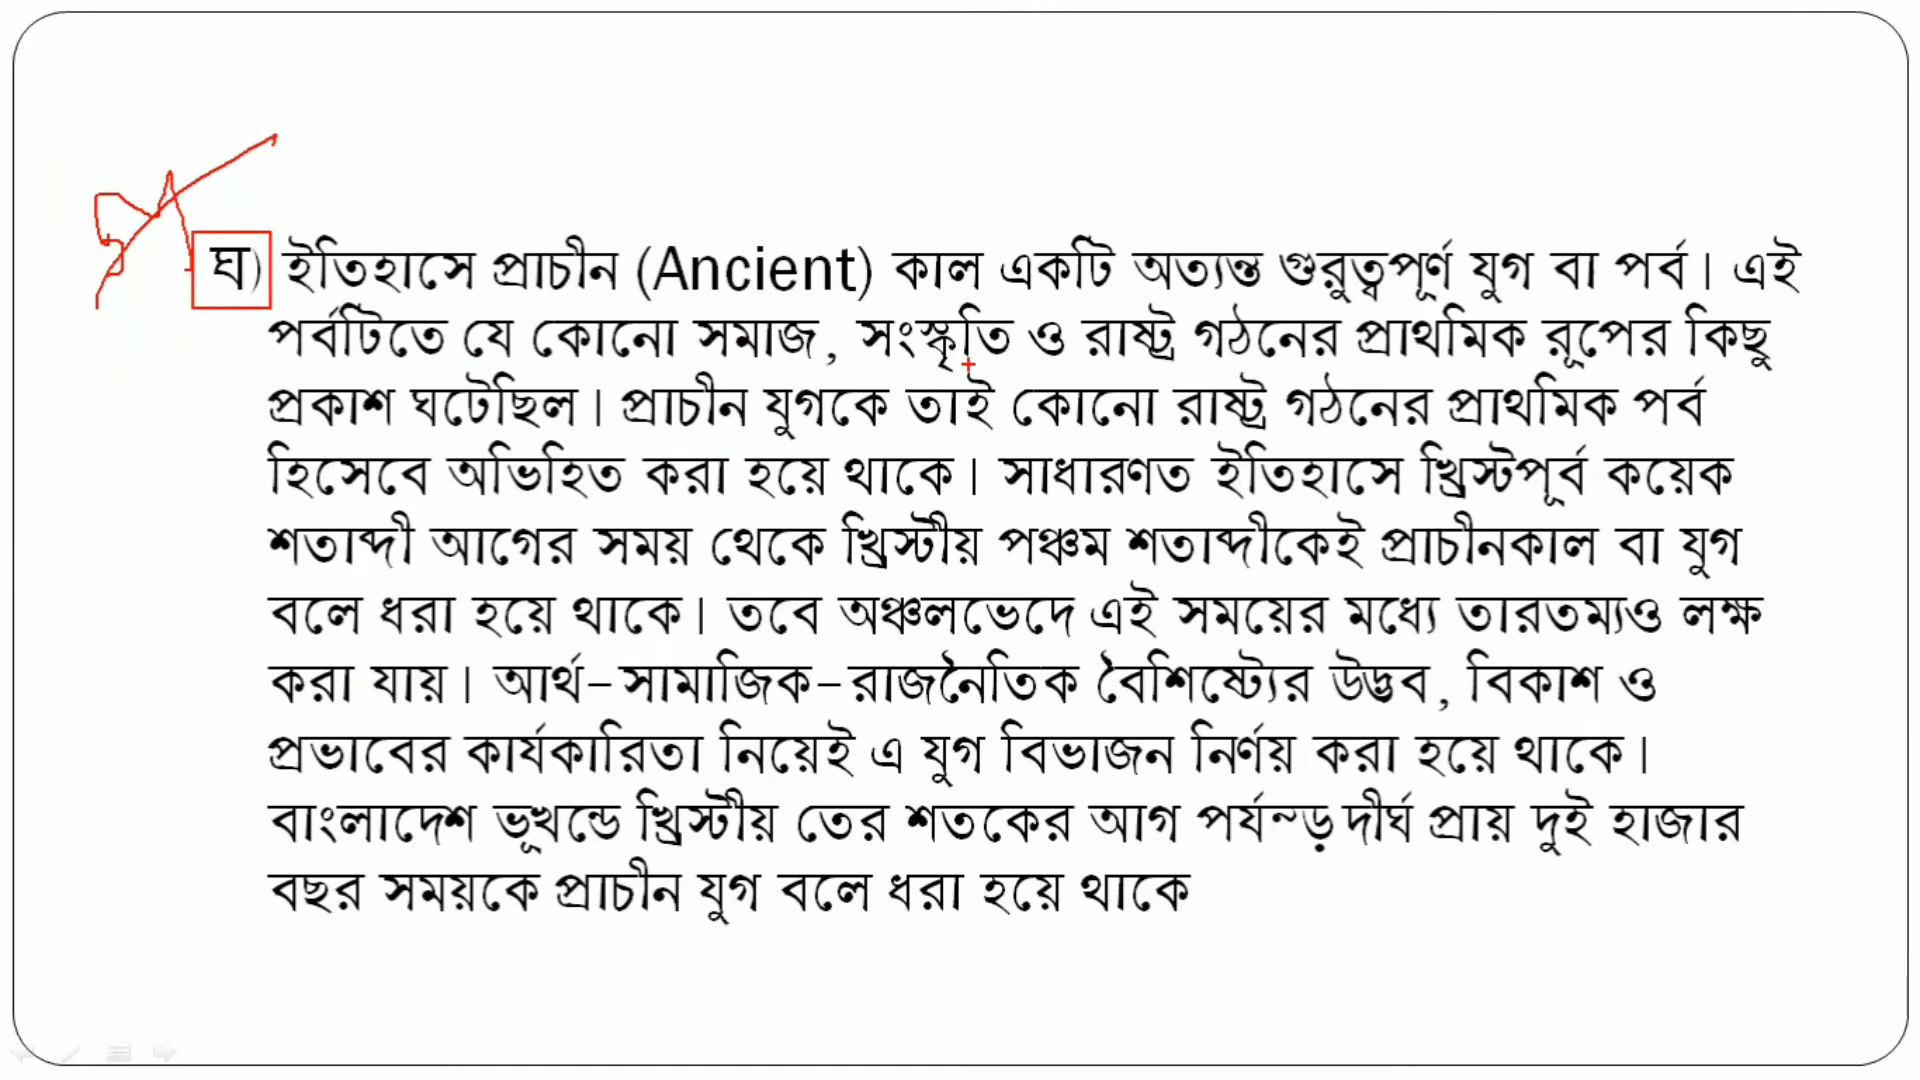 ঘ) ইতিহাসে প্রাচীন (Ancient) কাল একটি অত্যন্ত গুরুত্বপূর্ণ যুগ বা পর্ব। এই
পর্বটিতে যে কোনো সমাজ, সংস্কৃতি ও রাষ্ট্র গঠনের প্রাথমিক রূপের কিছু
প্রকাশ ঘটেছিল। প্রাচীন যুগকে তাই কোনো রাষ্ট্র গঠনের প্রাথমিক পর্ব
হিসেবে অভিহিত করা হয়ে থাকে। সাধারণত ইতিহাসে খ্রিস্টপূর্ব কয়েক
শতাব্দী আগের সময় থেকে খ্রিস্টীয় পঞ্চম শতাব্দীকেই প্রাচীনকাল বা যুগ
বলে ধরা হয়ে থাকে। তবে অঞ্চলভেদে এই সময়ের মধ্যে তারতম্যও লক্ষ
করা যায়। আর্থ-সামাজিক-রাজনৈতিক বৈশিষ্ট্যের উদ্ভব, বিকাশ ও
প্রভাবের কার্যকারিতা নিয়েই এ যুগ বিভাজন নির্ণয় করা হয়ে থাকে।
বাংলাদেশ ভূখন্ডে খ্রিস্টীয় তের শতকের আগ পর্য~ড় দীর্ঘ প্রায় দুই হাজার
বছর সময়কে প্রাচীন যুগ বলে ধরা হয়ে থাকে